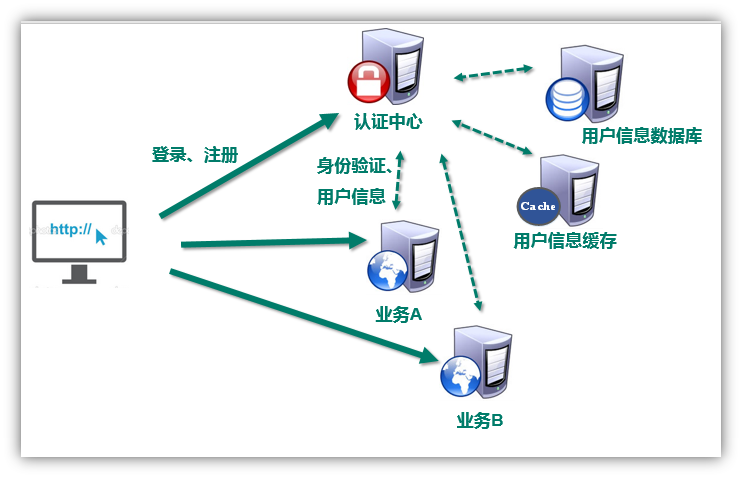 认证中心
用户信息数据库
登录、注册
身份验证、
用户信息
Cache
用户信息缓存
http://
业务A
业务B